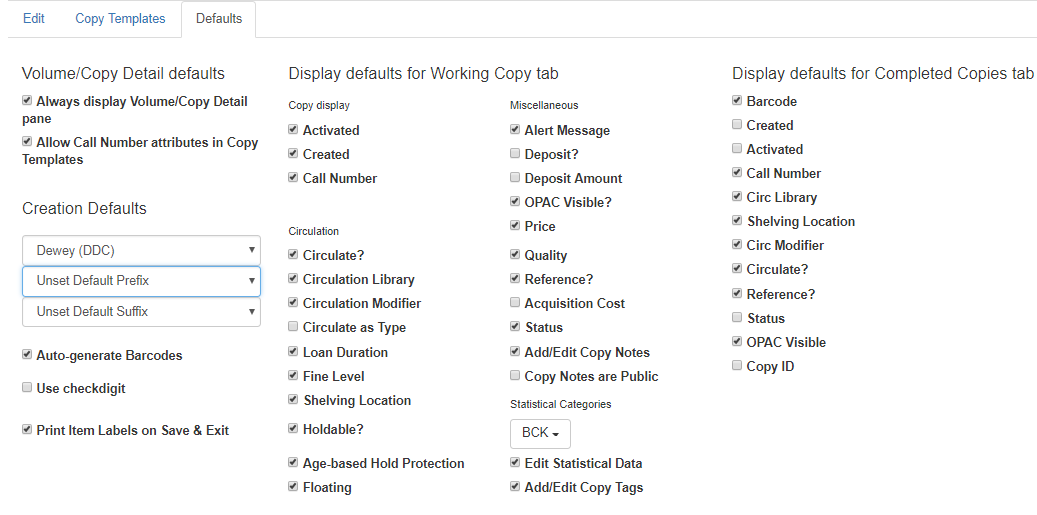 Edit
Copy Templates
Defaults
Volume/Copy Detail defaults
Always display Volume/Copy Detail
pane
Allow Call Number attributes in Copy
Templates
Creation Defaults
Dewey (DDC)
Unset Default Prefix
Unset Default Suffix
Auto-generate Barcodes
Use checkdigit
Print Item Labels on Save & Exit
Display defaults for Working Copy tab
Copy display
Activated
Created
Call Number
Circulation
Circulate?
Circulation Library
Circulation Modifier
Circulate as Type
Loan Duration
Fine Level
Shelving Location
Holdable?
Age-based Hold Protection
Floating
Miscellaneous
Alert Message
Deposit?
Deposit Amount
OPAC Visible?
Price
Quality
Reference?
Acquisition Cost
Status
Add/Edit Copy Notes
Copy Notes are Public
Statistical Categories
BCK
Edit Statistical Data
Add/Edit Copy Tags
Display defaults for Completed Copies tab
Barcode
Created
Activated
Call Number
Circ Library
Shelving Location
Circ Modifier
Circulate?
Reference?
Status
OPAC Visible
Copy ID